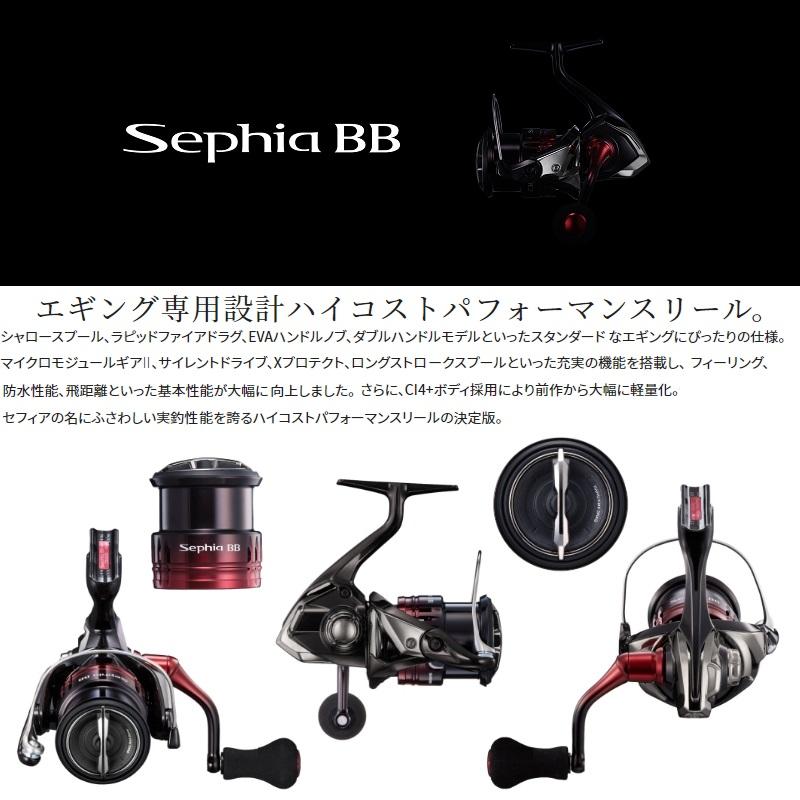 Sephia BB
エギング専用設計ハイコストパフォーマンスリール。
シャロースプール、ラピッドファイアドラグ、EVAハンドルノブ、ダブルハンドルモデルといったスタンダードなエギングにぴったりの仕様。
マイクロモジュールギアII、サイレントドライブ、Xプロテクト、ロングストロークスプールといった充実の機能を搭載し、フィーリング、
防水性能、飛距離といった基本性能が大幅に向上しました。さらに、CI4+ボディ採用により前作から大幅に軽量化。
セフィアの名にふさわしい実釣性能を誇るハイコストパフォーマンスリールの決定版。
Sephia BB